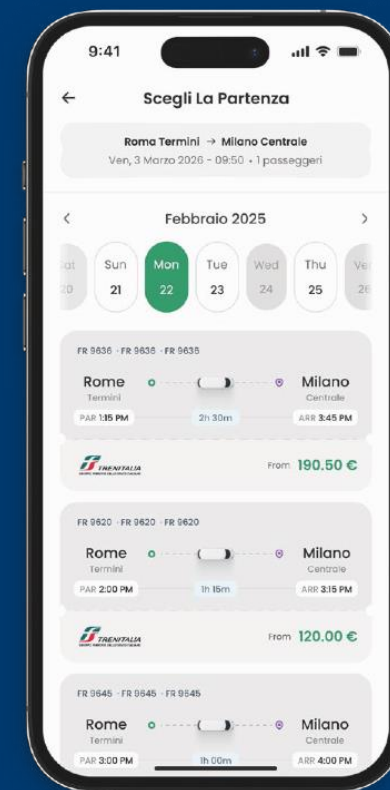 9:41
Scegli La Partenza
Roma Termini → Milano Centrale
Ven, 3 Marzo 2026 - 09:50 • 1 passeggeri
Febbraio 2025
Sun Mon Tue Wed Thu
20 21 22 23 24 25 26
FR 9636 - FR 9636 - FR 9636
Rome Milano
Termini Centrale
PAR 1:15 PM 2h 30m ARR 3:45 PM
TRENITALIA From 190.50 €
FR 9620 - FR 9620 - FR 9620
Rome Milano
Termini Centrale
PAR 2:00 PM 1h 15m ARR 3:15 PM
TRENITALIA From 120.00 €
FR 9645 - FR 9645 - FR 9645
Rome Milano
Termini Centrale
PAR 3:00 PM 1h 00m ARR 4:00 PM